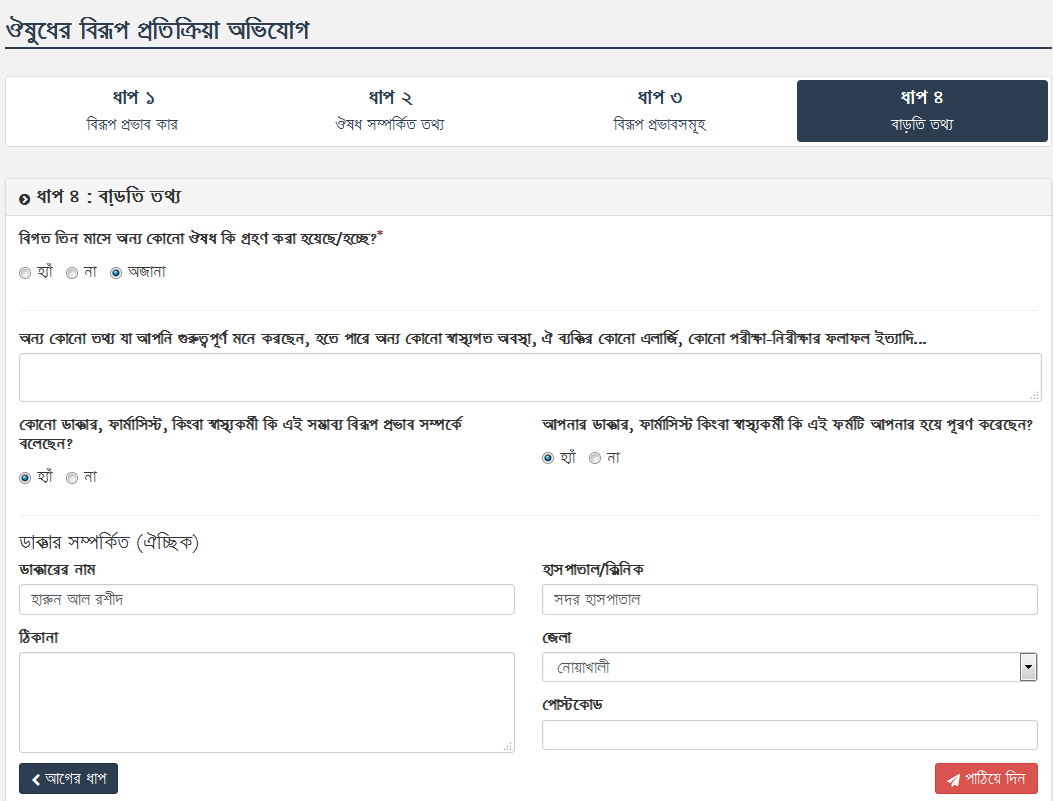 ঔষুধের বিরূপ প্রতিক্রিয়া অভিযোগ
ধাপ ১
বিরূপ প্রভাব কার
ধাপ ২
ঔষধ সম্পর্কিত তথ্য
ধাপ ৩
বিরূপ প্রভাবসমূহ
ধাপ ৪
বাড়তি তথ্য
ধাপ ৪ : বাড়তি তথ্য
বিগত তিন মাসে অন্য কোনো ঔষধ কি গ্রহণ করা হয়েছে/হচ্ছে?*
হ্যাঁ না অজানা
অন্য কোনো তথ্য যা আপনি গুরুত্বপূর্ণ মনে করছেন, হতে পারে অন্য কোনো স্বাস্থ্যগত অবস্থা, ঐ ব্যক্তির কোনো এলার্জি, কোনো পরীক্ষা-নিরীক্ষার ফলাফল ইত্যাদি...
কোনো ডাক্তার, ফার্মাসিস্ট, কিংবা স্বাস্থ্যকর্মী কি এই সম্ভাব্য বিরূপ প্রভাব সম্পর্কে
বলেছেন?
হ্যাঁ না
আপনার ডাক্তার, ফার্মাসিস্ট কিংবা স্বাস্থ্যকর্মী কি এই ফর্মটি আপনার হয়ে পূরণ করেছেন?
হ্যাঁ না
ডাক্তার সম্পর্কিত (ঐচ্ছিক)
ডাক্তারের নাম
হারুন আল রশীদ
হাসপাতাল/ক্লিনিক
সদর হাসপাতাল
ঠিকানা
জেলা
নোয়াখালী
পোস্টকোড
আগের ধাপ
পাঠিয়ে দিন